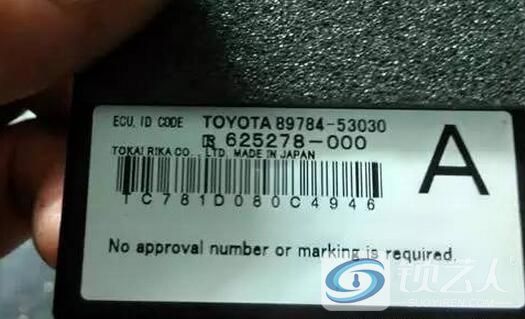 ECU, ID CODE TOYOTA 89784-53030
625278-000
TOKAI RIKA CO., LTD. MADE IN JAPAN
A
TC781D080C4946
No approval number or marking is required.
锁艺人
SUOYIREN.COM